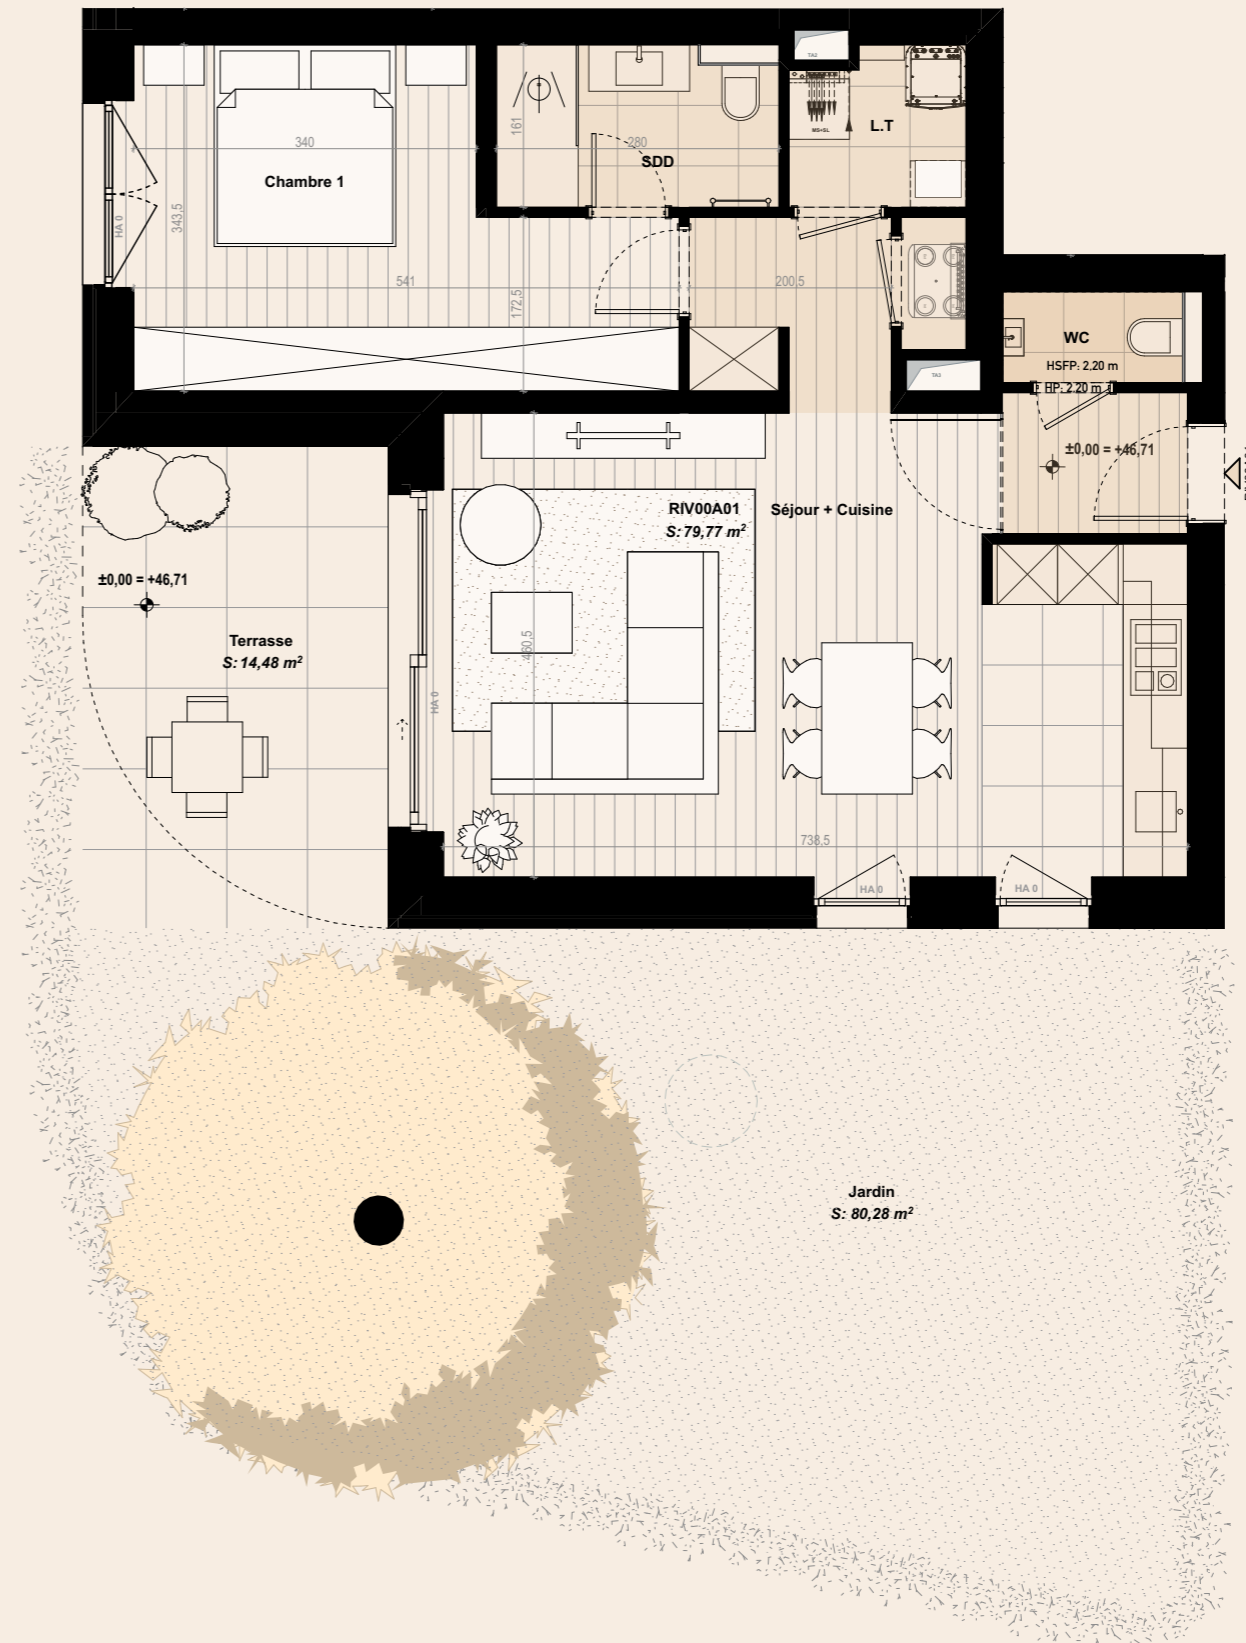 TA2
MS+SL
L.T
340
161
280
SDD
Chambre 1
343,5
HA 0
541
172,5
200,5
WC
HSFP: 2,20 m
HP: 2,20 m
TA3
±0,00 = +46,71
RIV00A01
S: 79,77 m²
Séjour + Cuisine
±0,00 = +46,71
Terrasse
S: 14,48 m²
460,5
HA 0
738,5
HA 0
HA 0
Jardin
S: 80,28 m²